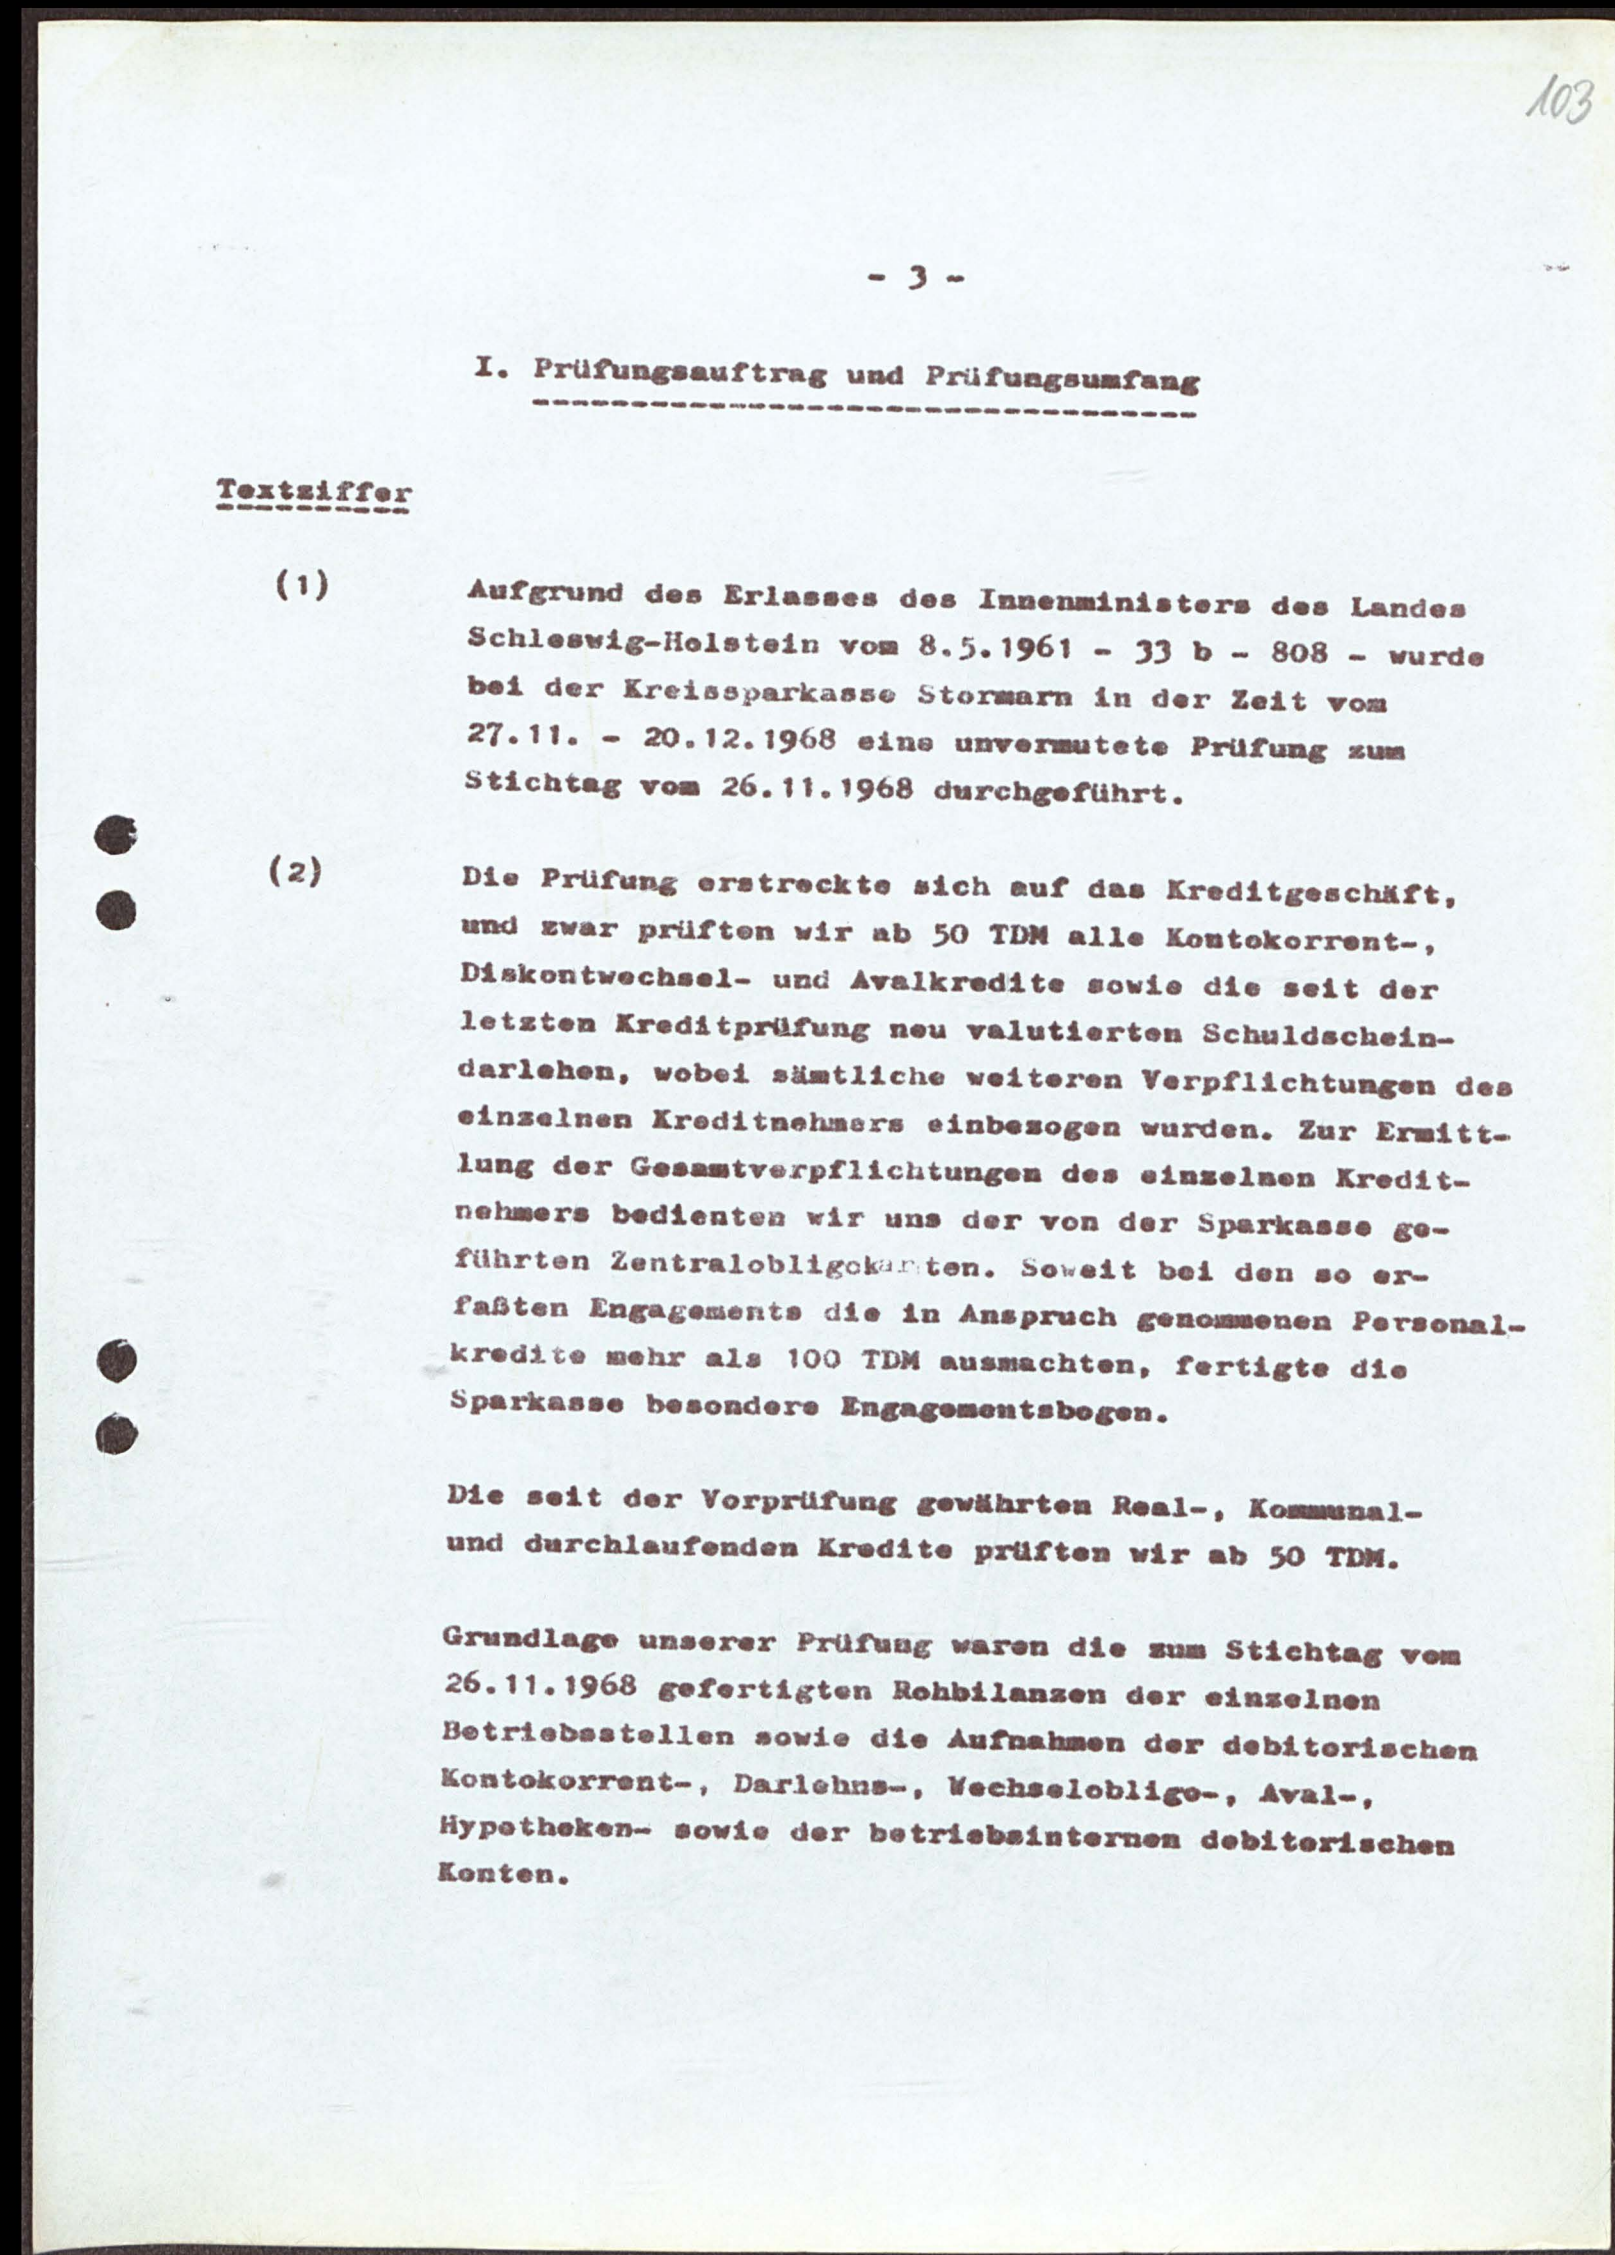 103
- 3 -
I. Prüfungsauftrag und Prüfungsumfang
Textziffer
(1)
Aufgrund des Erlasses des Innenministers des Landes
Schleswig-Holstein vom 8.5.1961 - 33 b - 808 - wurde
bei der Kreissparkasse Stormarn in der Zeit vom
27.11. - 20.12.1968 eine unvermutete Prüfung zum
Stichtag vom 26.11.1968 durchgeführt.
(2)
Die Prüfung erstreckte sich auf das Kreditgeschäft,
und zwar prüften wir ab 50 TDM alle Kontokorrent-,
Diskontwechsel- und Avalkredite sowie die seit der
letzten Kreditprüfung neu valutierten Schuldschein-
darlehen, wobei sämtliche weiteren Verpflichtungen des
einzelnen Kreditnehmers einbezogen wurden. Zur Ermitt-
lung der Gesamtverpflichtungen des einzelnen Kredit-
nehmers bedienten wir uns der von der Sparkasse ge-
führten Zentralobligokarten. Soweit bei den so er-
faßten Engagements die in Anspruch genommenen Personal-
kredite mehr als 100 TDM ausmachten, fertigte die
Sparkasse besondere Engagementsbogen.
Die seit der Vorprüfung gewährten Real-, Kommunal-
und durchlaufenden Kredite prüften wir ab 50 TDM.
Grundlage unserer Prüfung waren die zum Stichtag vom
26.11.1968 gefertigten Rohbilanzen der einzelnen
Betriebsstellen sowie die Aufnahmen der debitorischen
Kontokorrent-, Darlehns-, Wechselobligo-, Aval-,
Hypotheken- sowie der betriebsinternen debitorischen
Konten.